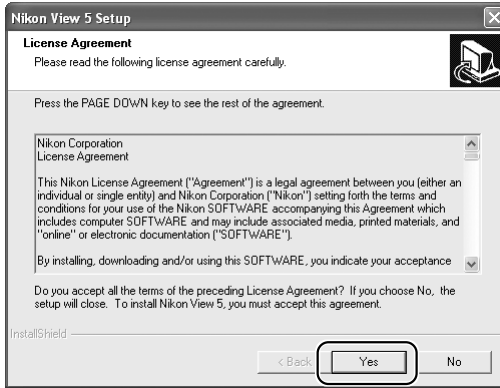 Nikon View 5 Setup
License Agreement
Please read the following license agreement carefully.
Press the PAGE DOWN key to see the rest of the agreement.
Nikon Corporation
License Agreement
This Nikon License Agreement ("Agreement") is a legal agreement between you (either an
individual or single entity) and Nikon Corporation ("Nikon") setting forth the terms and
conditions for your use of the Nikon SOFTWARE accompanying this Agreement which
includes computer SOFTWARE and may include associated media, printed materials, and
"online" or electronic documentation ("SOFTWARE").
By installing, downloading and/or using this SOFTWARE, you indicate your acceptance
Do you accept all the terms of the preceding License Agreement? If you choose No, the
setup will close. To install Nikon View 5, you must accept this agreement.
InstallShield
< Back
Yes
No